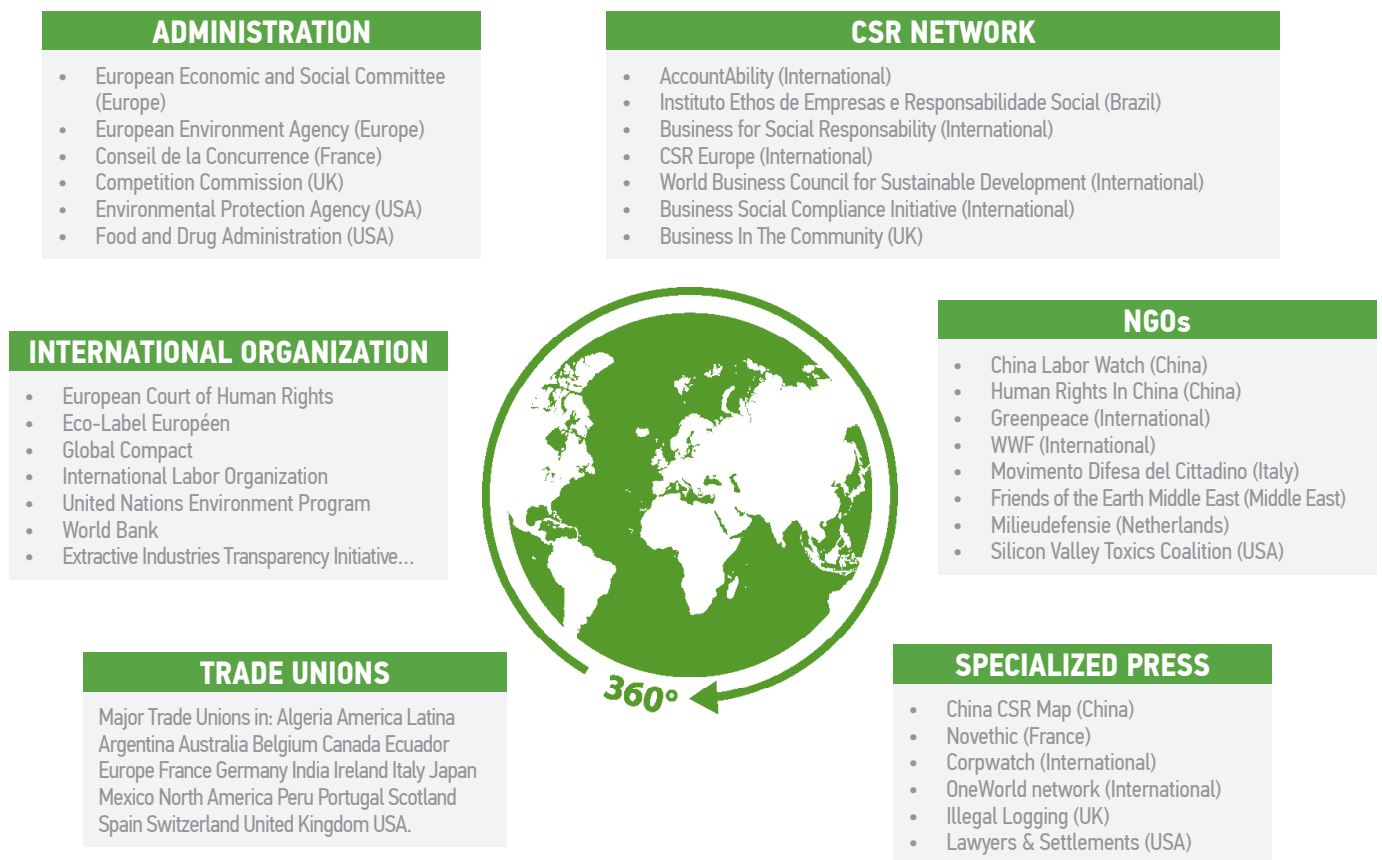 ADMINISTRATION
• European Economic and Social Committee
(Europe)
• European Environment Agency (Europe)
• Conseil de la Concurrence (France)
• Competition Commission (UK)
• Environmental Protection Agency (USA)
• Food and Drug Administration (USA)
CSR NETWORK
• AccountAbility (International)
• Instituto Ethos de Empresas e Responsabilidade Social (Brazil)
• Business for Social Responsability (International)
• CSR Europe (International)
• World Business Council for Sustainable Development (International)
• Business Social Compliance Initiative (International)
• Business In The Community (UK)
INTERNATIONAL ORGANIZATION
• European Court of Human Rights
• Eco-Label Européen
• Global Compact
• International Labor Organization
• United Nations Environment Program
• World Bank
• Extractive Industries Transparency Initiative...
NGOs
• China Labor Watch (China)
• Human Rights In China (China)
• Greenpeace (International)
• WWF (International)
• Movimento Difesa del Cittadino (Italy)
• Friends of the Earth Middle East (Middle East)
• Milieudefensie (Netherlands)
• Silicon Valley Toxics Coalition (USA)
TRADE UNIONS
Major Trade Unions in: Algeria America Latina
Argentina Australia Belgium Canada Ecuador
Europe France Germany India Ireland Italy Japan
Mexico North America Peru Portugal Scotland
Spain Switzerland United Kingdom USA.
360°
SPECIALIZED PRESS
• China CSR Map (China)
• Novethic (France)
• Corpwatch (International)
• OneWorld network (International)
• Illegal Logging (UK)
• Lawyers & Settlements (USA)